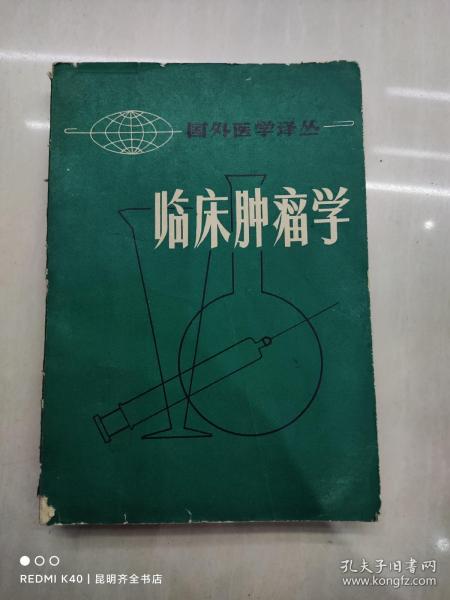 国外医学译丛
临床肿瘤学
REDMI K40 | 昆明齐全书店
孔夫子旧书网
www.kongfz.com